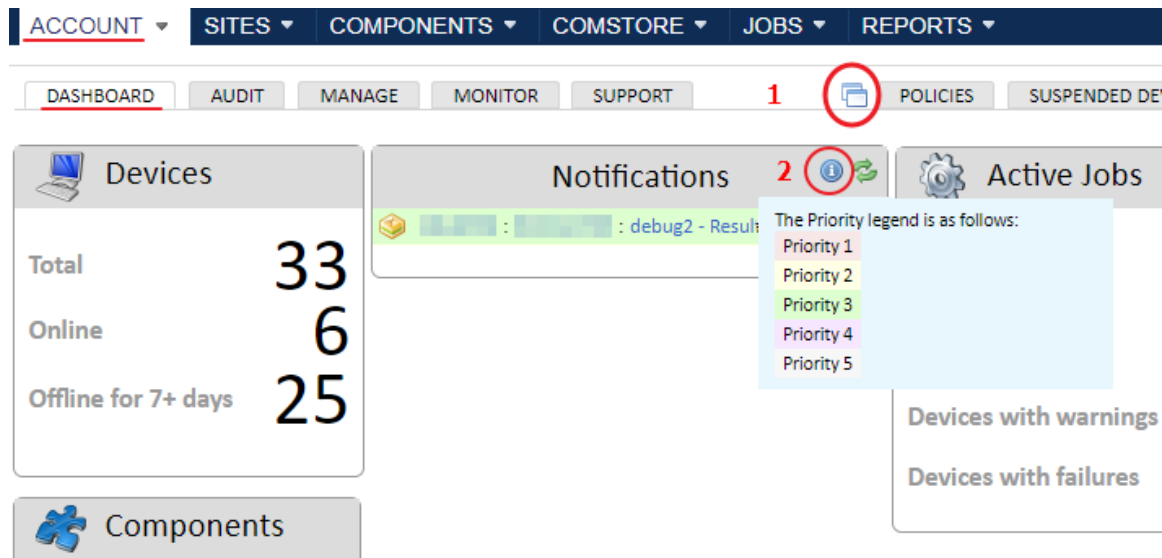 ACCOUNT SITES COMPONENTS COMSTORE JOBS REPORTS
DASHBOARD AUDIT MANAGE MONITOR SUPPORT 1 POLICIES SUSPENDED DE
Devices
Total 33
Online 6
Offline for 7+ days 25
Components
Notifications 2
: : debug2 - Resul
The Priority legend is as follows:
Priority 1
Priority 2
Priority 3
Priority 4
Priority 5
Active Jobs
Devices with warnings
Devices with failures